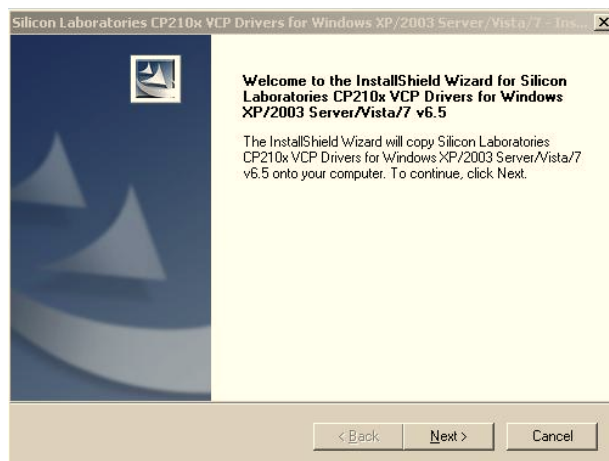 Silicon Laboratories CP210x VCP Drivers for Windows XP/2003 Server/Vista/7 - Ins...
Welcome to the InstallShield Wizard for Silicon
Laboratories CP210x VCP Drivers for Windows
XP/2003 Server/Vista/7 v6.5
The InstallShield Wizard will copy Silicon Laboratories
CP210x VCP Drivers for Windows XP/2003 Server/Vista/7
v6.5 onto your computer. To continue, click Next.
< Back Next > Cancel